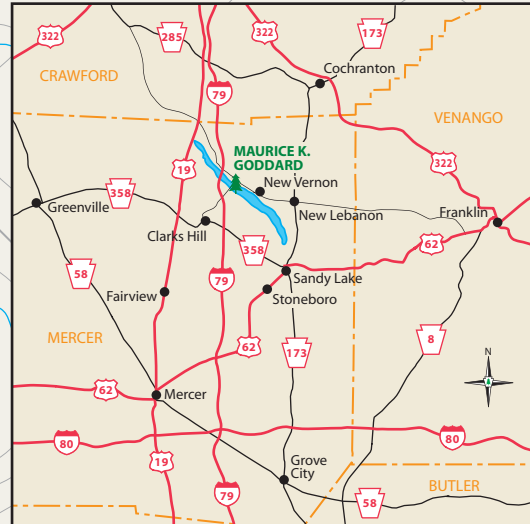 322
285
322
173
CRAWFORD
79
Cochranton
VENANGO
MAURICE K.
GODDARD
19
322
358
New Vernon
Greenville
New Lebanon
Franklin
Clarks Hill
62
358
58
Sandy Lake
79
Fairview
Stoneboro
MERCER
62
173
8
N
62
Mercer
80
80
19
Grove
City
79
58
BUTLER